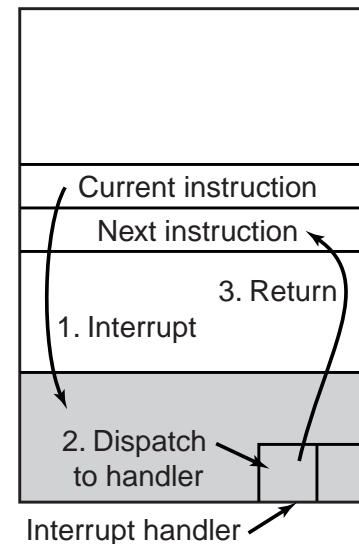 Current instruction
Next instruction
3. Return
1. Interrupt
2. Dispatch
to handler
Interrupt handler